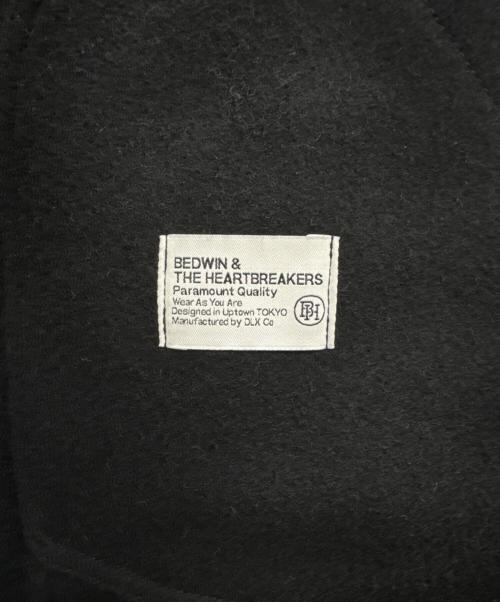 BEDWIN &
THE HEARTBREAKERS
Paramount Quality
Wear As You Are
Designed in Uptown TOKYO
Manufactured by DLX Co
BH